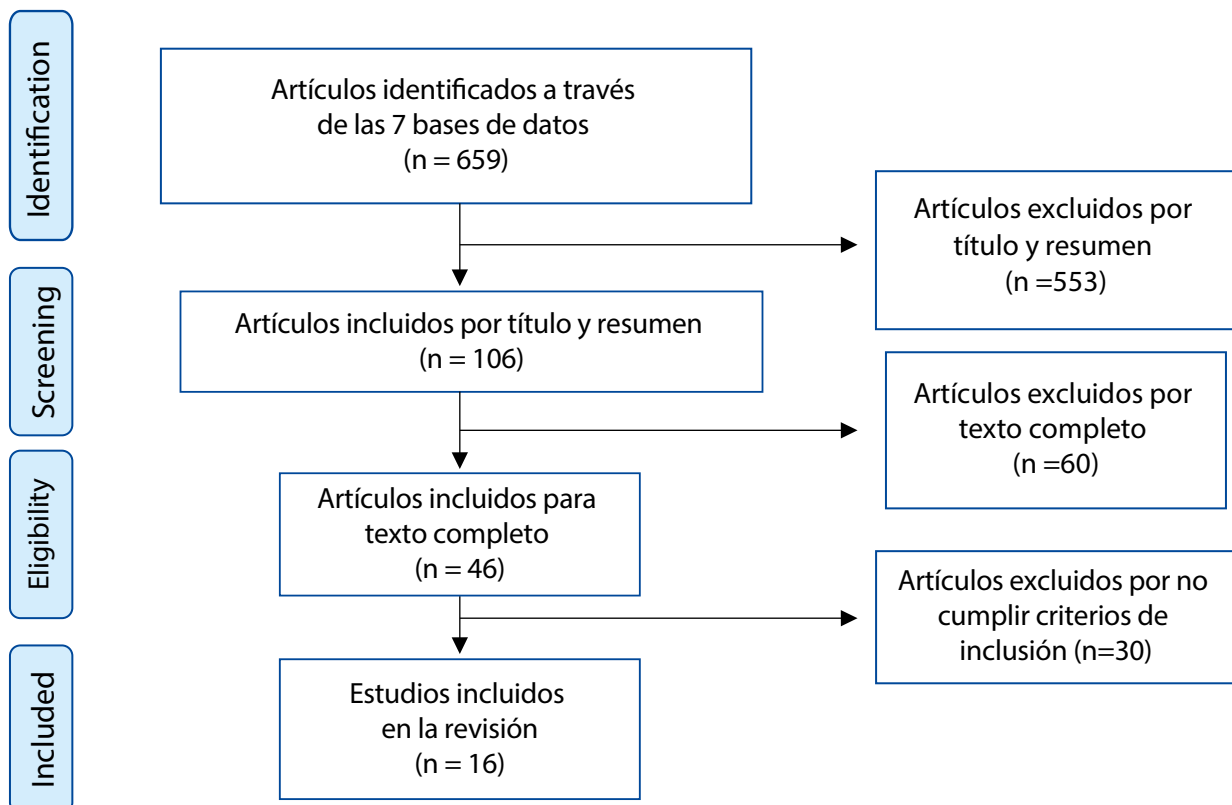 Identification
Artículos identificados a través
de las 7 bases de datos
(n = 659)
Artículos excluidos por
título y resumen
(n =553)
Screening
Artículos incluidos por título y resumen
(n = 106)
Artículos excluidos por
texto completo
(n =60)
Eligibility
Artículos incluidos para
texto completo
(n = 46)
Artículos excluidos por no
cumplir criterios de
inclusión (n=30)
Included
Estudios incluidos
en la revisión
(n = 16)